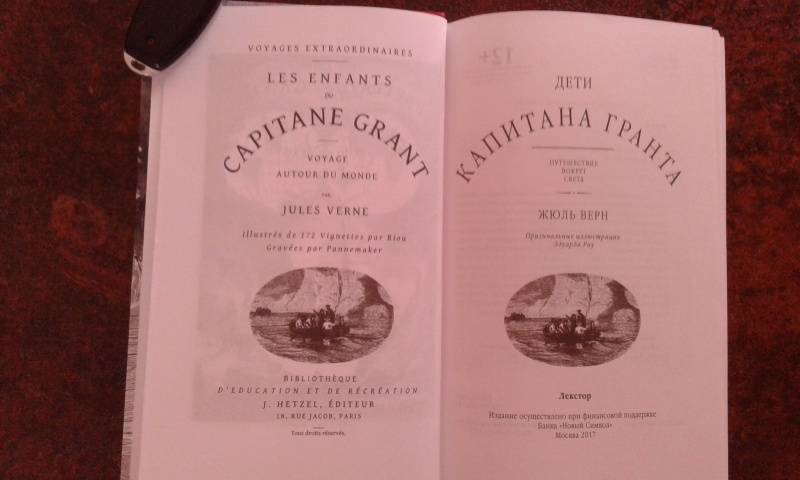 VOYAGES EXTRAORDINAIRES
LES ENFANTS
DU
CAPITAINE GRANT
VOYAGE
AUTOUR DU MONDE
PAR
JULES VERNE
Illustrés de 172 Vignettes par Riou
Gravées par Pannemaker
BIBLIOTHÈQUE
D'EDUCATION ET DE RÉCRÉATION
J. HETZEL, ÉDITEUR
18, RUE JACOB, PARIS
Tous droits réservés.
12+
ДЕТИ
КАПИТАНА ГРАНТА
ПУТЕШЕСТВИЕ
ВОКРУГ
СВЕТА
ЖЮЛЬ ВЕРН
Оригинальные иллюстрации
Эдуарда Риу
Лекстор
Издание осуществлено при финансовой поддержке
Банка «Новый Символ»
Москва 2017